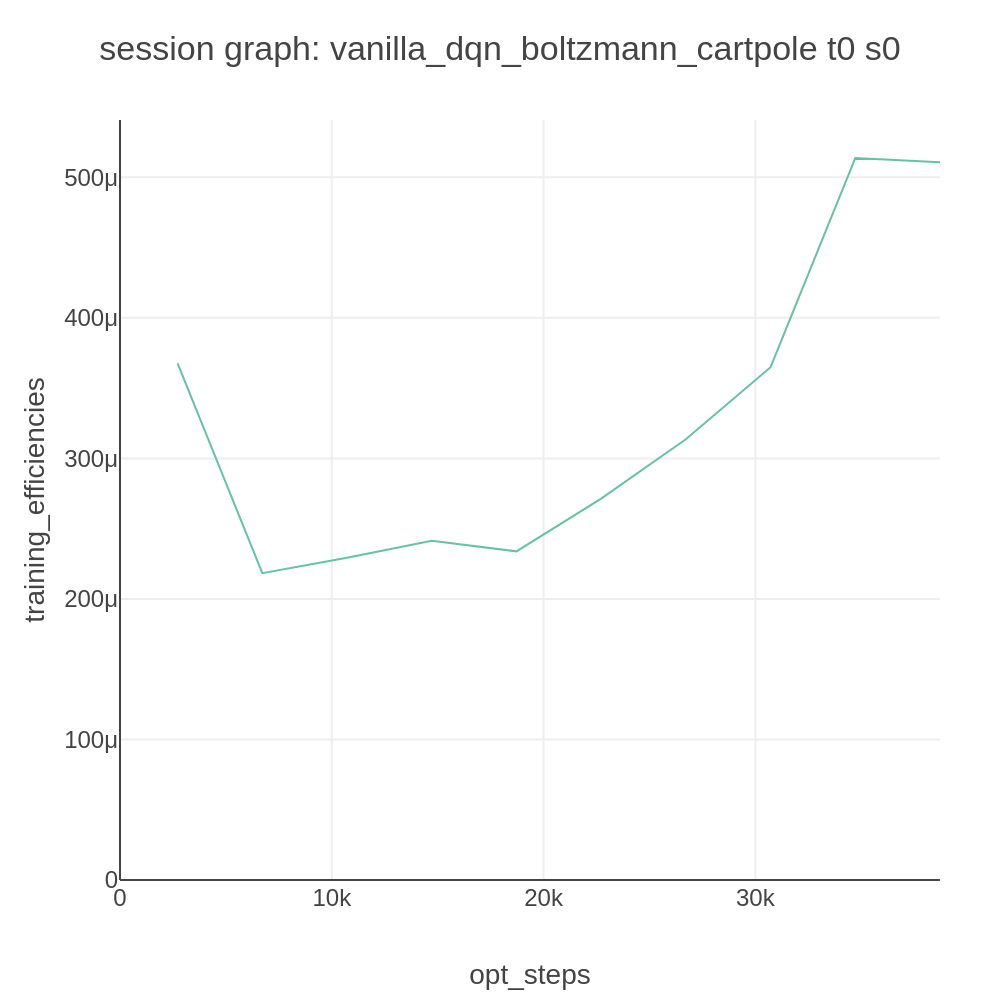 session graph: vanilla_dqn_boltzmann_cartpole t0 s0
training_efficiencies
500μ
400μ
300μ
200μ
100μ
0
0 10k 20k 30k
opt_steps